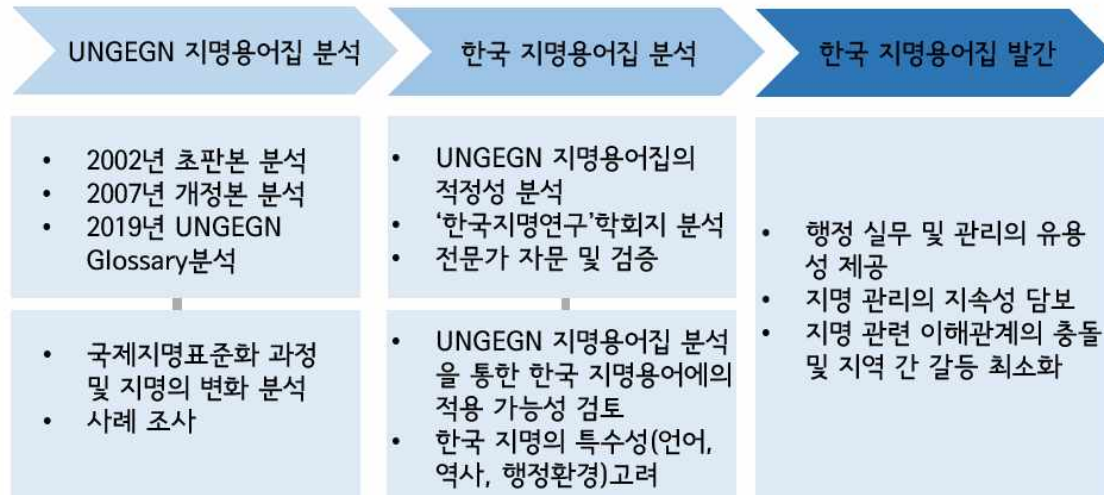 UNGEGN 지명용어집 분석
한국 지명용어집 분석
한국 지명용어집 발간
• 2002년 초판본 분석
• 2007년 개정본 분석
• 2019년 UNGEGN
Glossary분석
• 국제지명표준화 과정
및 지명의 변화 분석
• 사례 조사
• UNGEGN 지명용어집의
적정성 분석
• ‘한국지명연구’학회지 분석
• 전문가 자문 및 검증
• UNGEGN 지명용어집 분석
을 통한 한국 지명용어에의
적용 가능성 검토
• 한국 지명의 특수성(언어,
역사, 행정환경)고려
• 행정 실무 및 관리의 유용
성 제공
• 지명 관리의 지속성 담보
• 지명 관련 이해관계의 충돌
및 지역 간 갈등 최소화